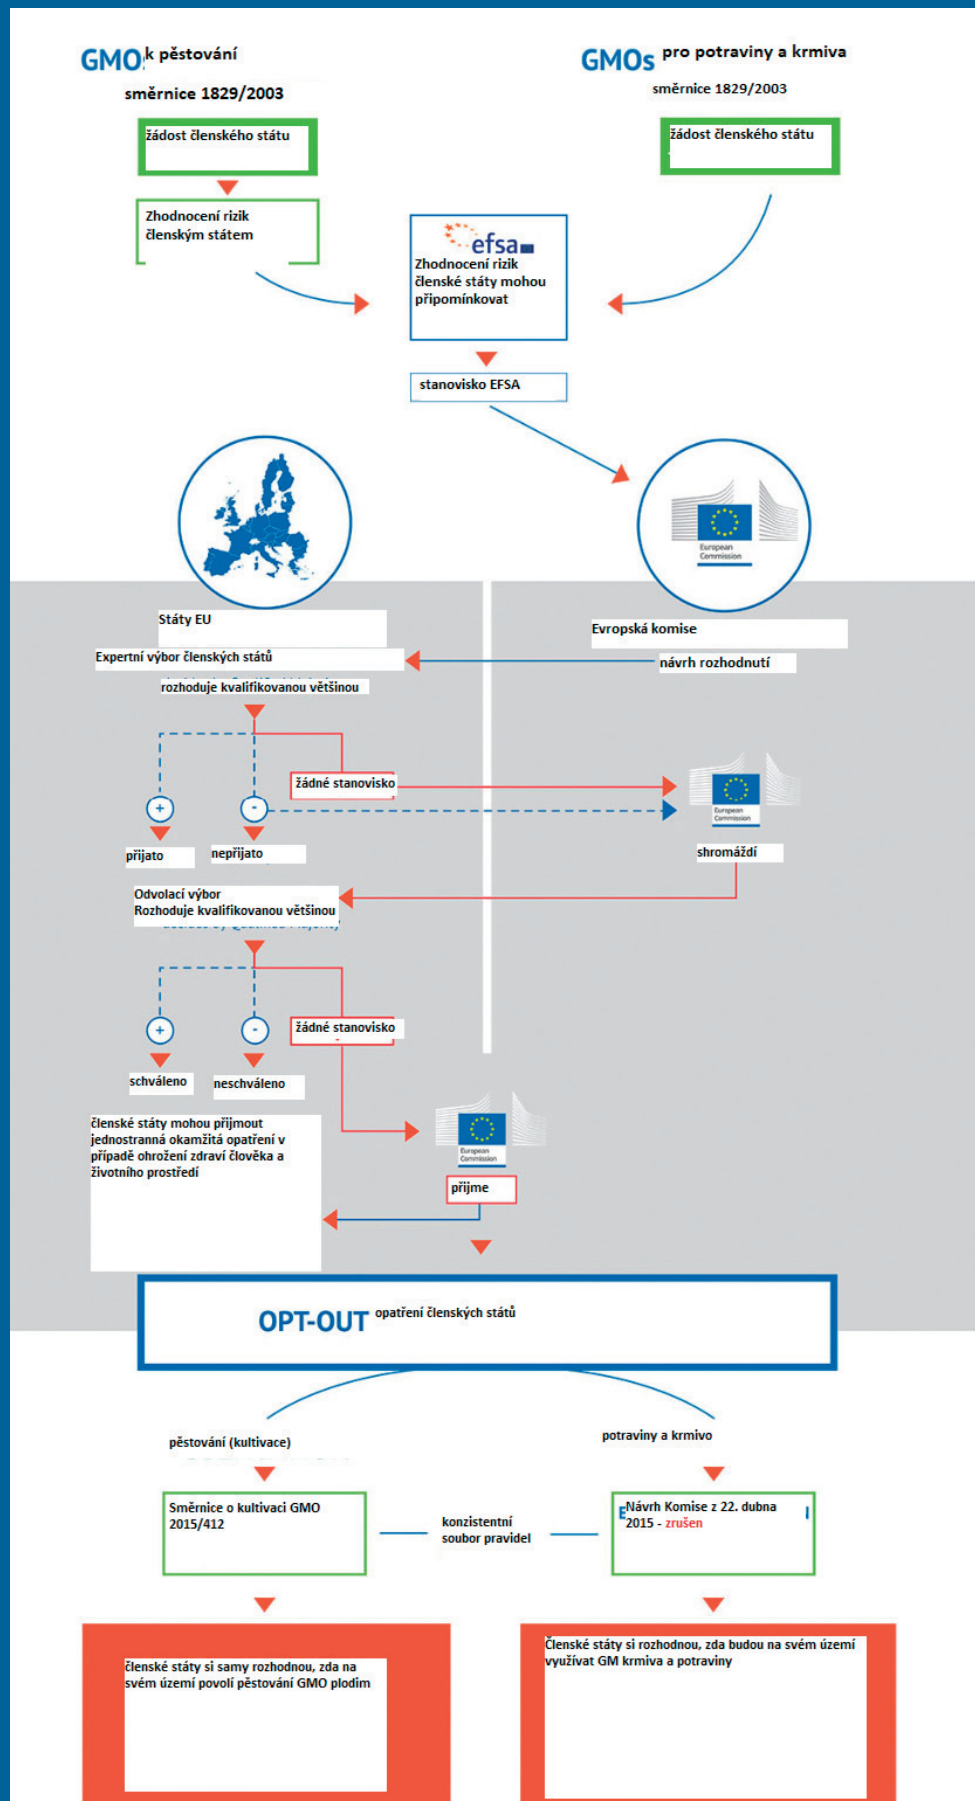 GMOs k pěstování
směrnice 1829/2003
žádost členského státu
Zhodnocení rizik
členským státem
GMOs pro potraviny a krmiva
směrnice 1829/2003
žádost členského státu
efsa
Zhodnocení rizik
členské státy mohou
připomínkovat
stanovisko EFSA
European
Commission
Státy EU
Evropská komise
Expertní výbor členských států
návrh rozhodnutí
rozhoduje kvalifikovanou většinou
žádné stanovisko
+
-
European
Commission
přijato
nepřijato
shromáždí
Odvolací výbor
Rozhoduje kvalifikovanou většinou
žádné stanovisko
+
-
schváleno
neschváleno
členské státy mohou přijmout
jednostranná okamžitá opatření v
případě ohrožení zdraví člověka a
životního prostředí
European
Commission
přijme
OPT-OUT opatření členských států
pěstování (kultivace)
potraviny a krmivo
Směrnice o kultivaci GMO
2015/412
konzistentní
soubor pravidel
Návrh Komise z 22. dubna
2015 - zrušen
členské státy si samy rozhodnou, zda na
svém území povolí pěstování GMO plodim
Členské státy si rozhodnou, zda budou na svém území
využívat GM krmiva a potraviny